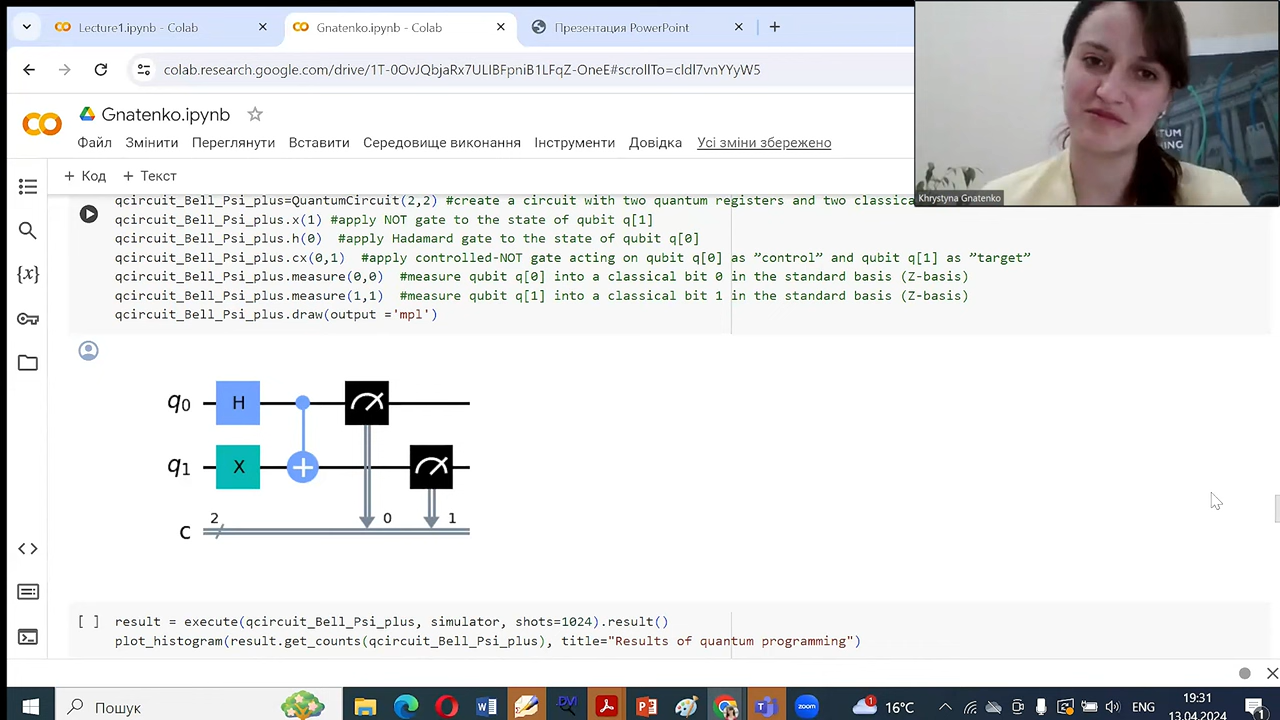 Lecture1.ipynb - Colab
Gnatenko.ipynb - Colab
Презентация PowerPoint
colab.research.google.com/drive/1T-0OvJQbjaRx7ULIBFpniB1LFqZ-OneE#scrollTo=cldl7vnYYyW5
Gnatenko.ipynb
Файл Змінити Переглянути Вставити Середовище виконання Інструменти Довідка Усі зміни збережено
+ Код + Текст
qcircuit_Bell_Psi_plus.QuantumCircuit(2,2) #create a circuit with two quantum registers and two classic
qcircuit_Bell_Psi_plus.x(1) #apply NOT gate to the state of qubit q[1]
qcircuit_Bell_Psi_plus.h(0) #apply Hadamard gate to the state of qubit q[0]
qcircuit_Bell_Psi_plus.cx(0,1) #apply controlled-NOT gate acting on qubit q[0] as ”control” and qubit q[1] as ”target”
qcircuit_Bell_Psi_plus.measure(0,0) #measure qubit q[0] into a classical bit 0 in the standard basis (Z-basis)
qcircuit_Bell_Psi_plus.measure(1,1) #measure qubit q[1] into a classical bit 1 in the standard basis (Z-basis)
qcircuit_Bell_Psi_plus.draw(output ='mpl')
q0 H
q1 X
c 2 0 1
[ ] result = execute(qcircuit_Bell_Psi_plus, simulator, shots=1024).result()
plot_histogram(result.get_counts(qcircuit_Bell_Psi_plus), title="Results of quantum programming")
Khrystyna Gnatenko
Пошук
16°C
ENG
19:31
13.04.2024